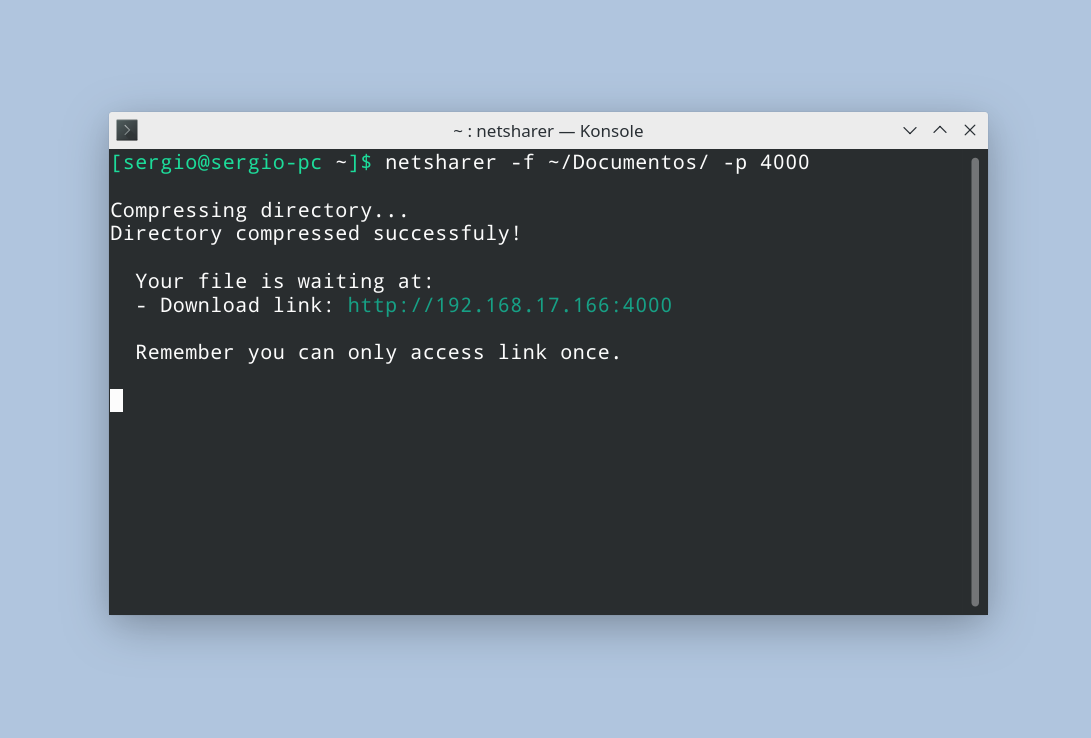 ~ : netsharer — Konsole
[sergio@sergio-pc ~]$ netsharer -f ~/Documentos/ -p 4000
Compressing directory...
Directory compressed successfuly!
Your file is waiting at:
- Download link: http://192.168.17.166:4000
Remember you can only access link once.